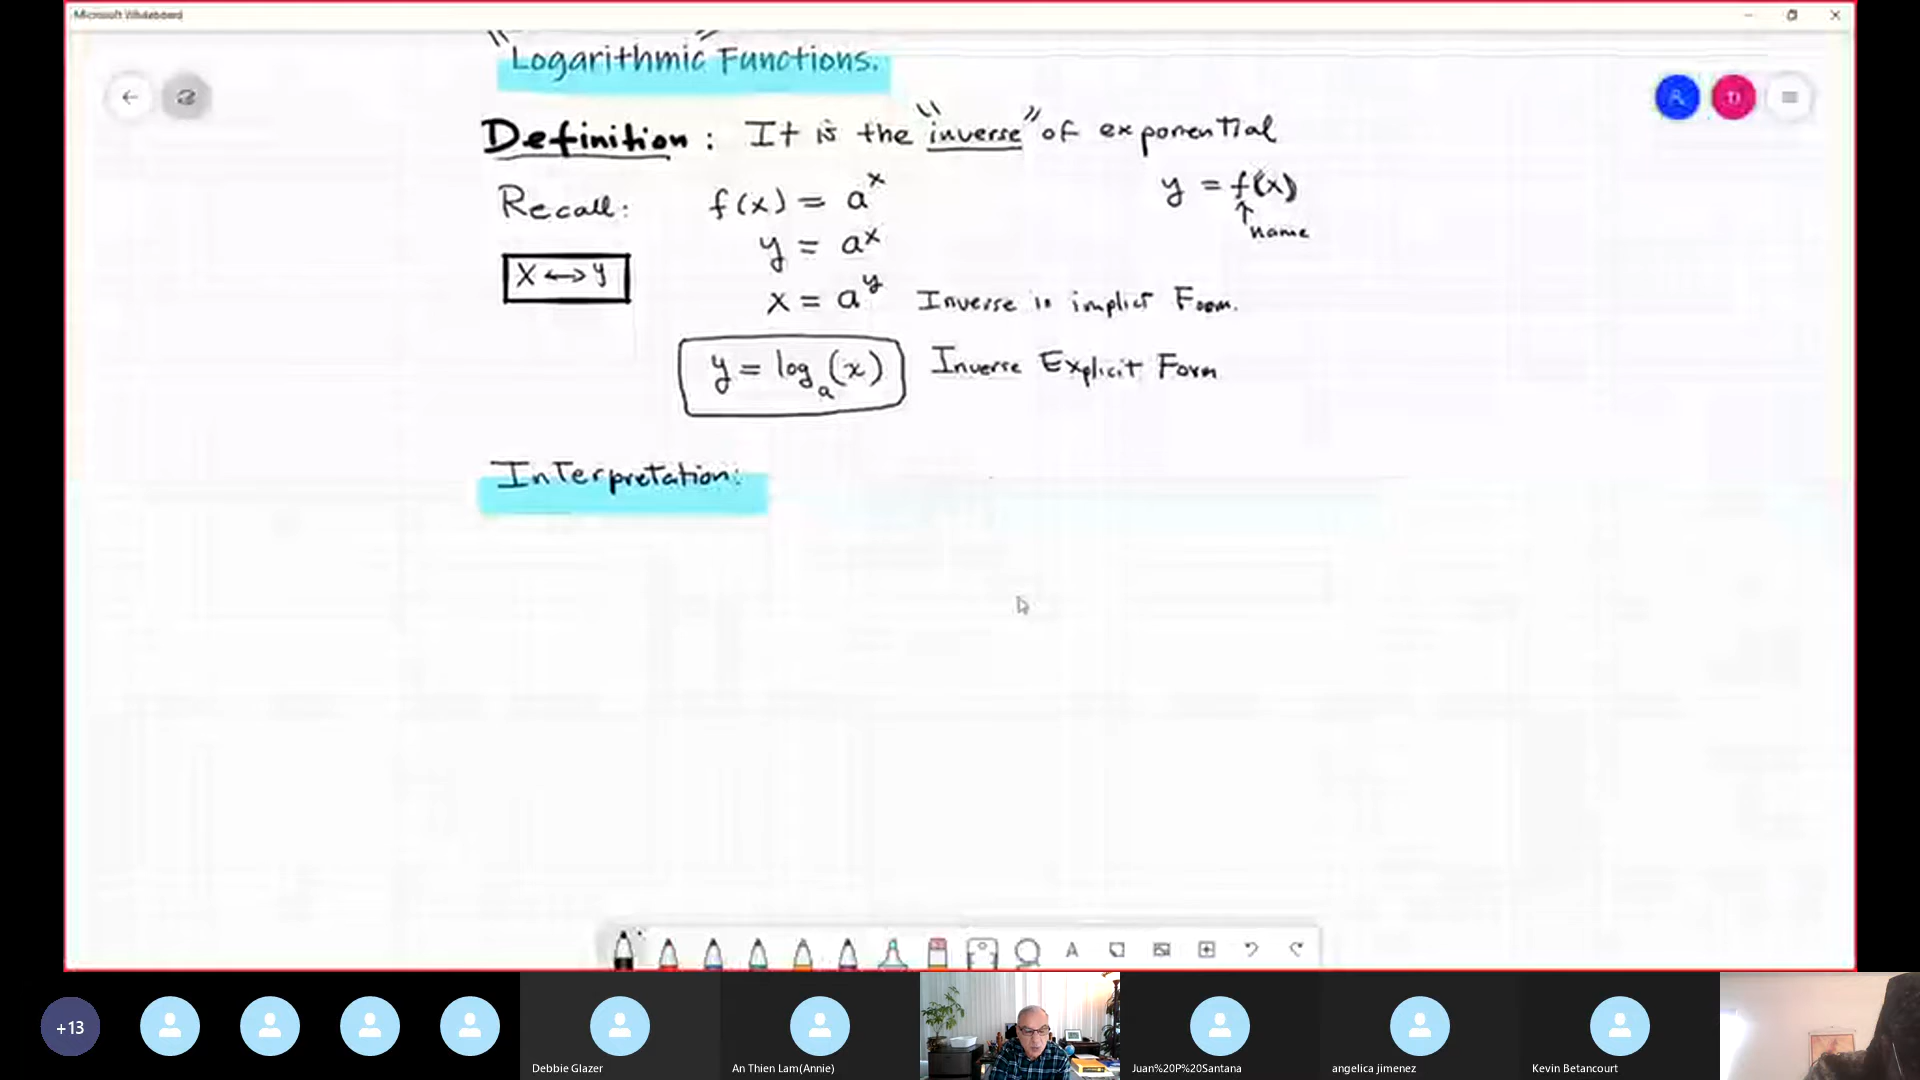 Microsoft Whiteboard
"Logarithmic" Functions.
Definition: It is the "inverse" of exponential
Recall: f(x) = a^x
y = f(x)
↑ name
y = a^x
X ↔ y
x = a^y Inverse in implict Form.
y = log_a(x) Inverse Explicit Form
Interpretation:
+13
Debbie Glazer
An Thien Lam(Annie)
Juan%20P%20Santana
angelica jimenez
Kevin Betancourt